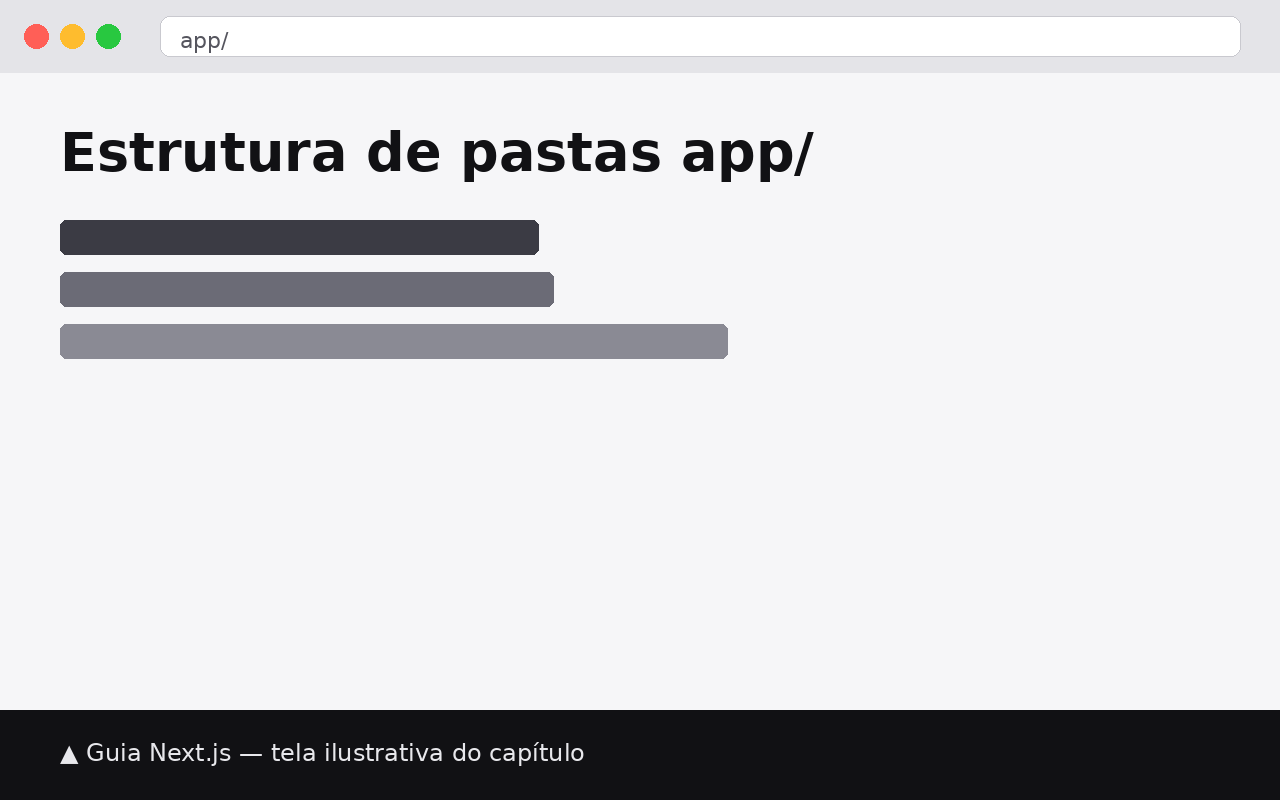 app/
Estrutura de pastas app/
▲ Guia Next.js — tela ilustrativa do capítulo